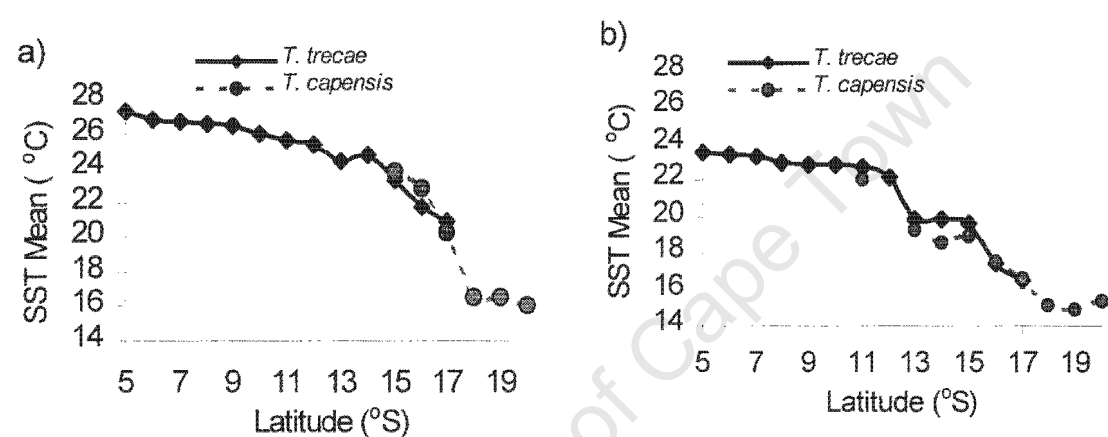 a)
T. trecae
T. capensis
SST Mean ( °C)
28
26
24
22
20
18
16
14
5 7 9 11 13 15 17 19
Latitude (°S)
b)
T. trecae
T. capensis
SST Mean ( °C)
28
26
24
22
20
18
16
14
5 7 9 11 13 15 17 19
Latitude (°S)
of Cape Town